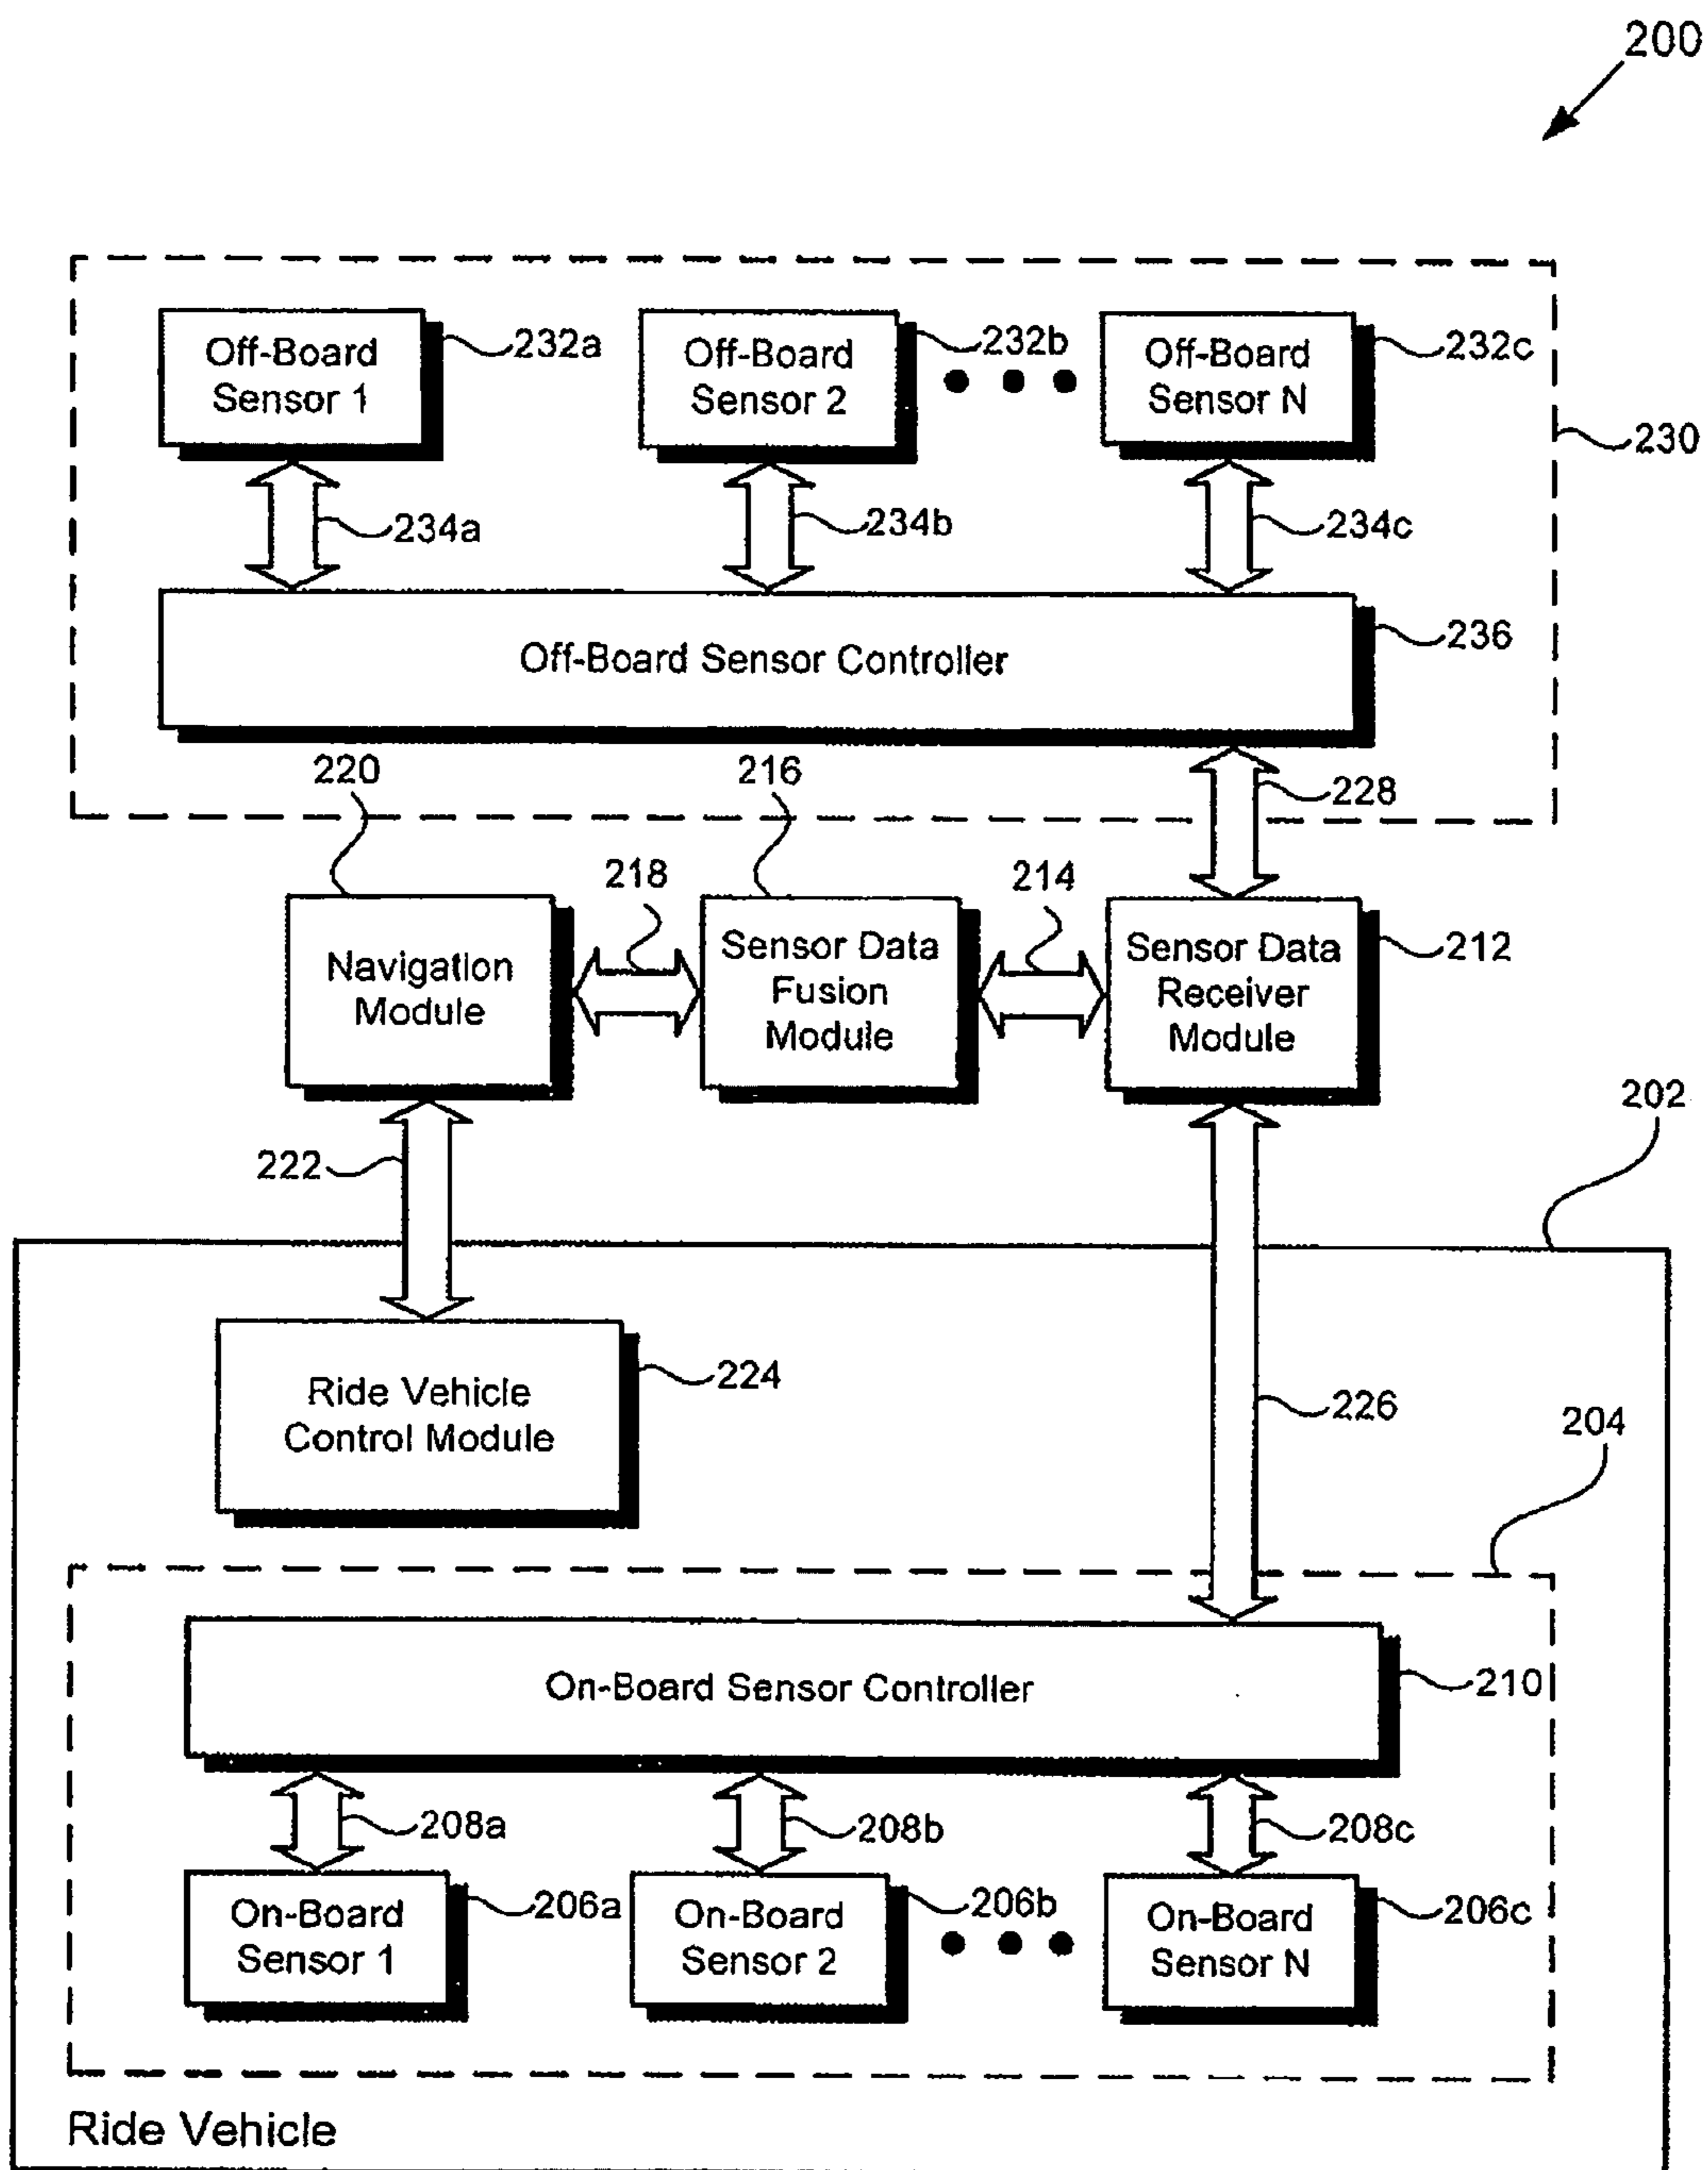 200
Off-Board
Sensor 1
232a
Off-Board
Sensor 2
232b
Off-Board
Sensor N
232c
230
234a
234b
234c
Off-Board Sensor Controller
236
220
216
228
218
214
Navigation
Module
Sensor Data
Fusion
Module
Sensor Data
Receiver
Module
212
202
222
Ride Vehicle
Control Module
224
226
204
On-Board Sensor Controller
210
208a
208b
208c
On-Board
Sensor 1
206a
On-Board
Sensor 2
206b
On-Board
Sensor N
206c
Ride Vehicle